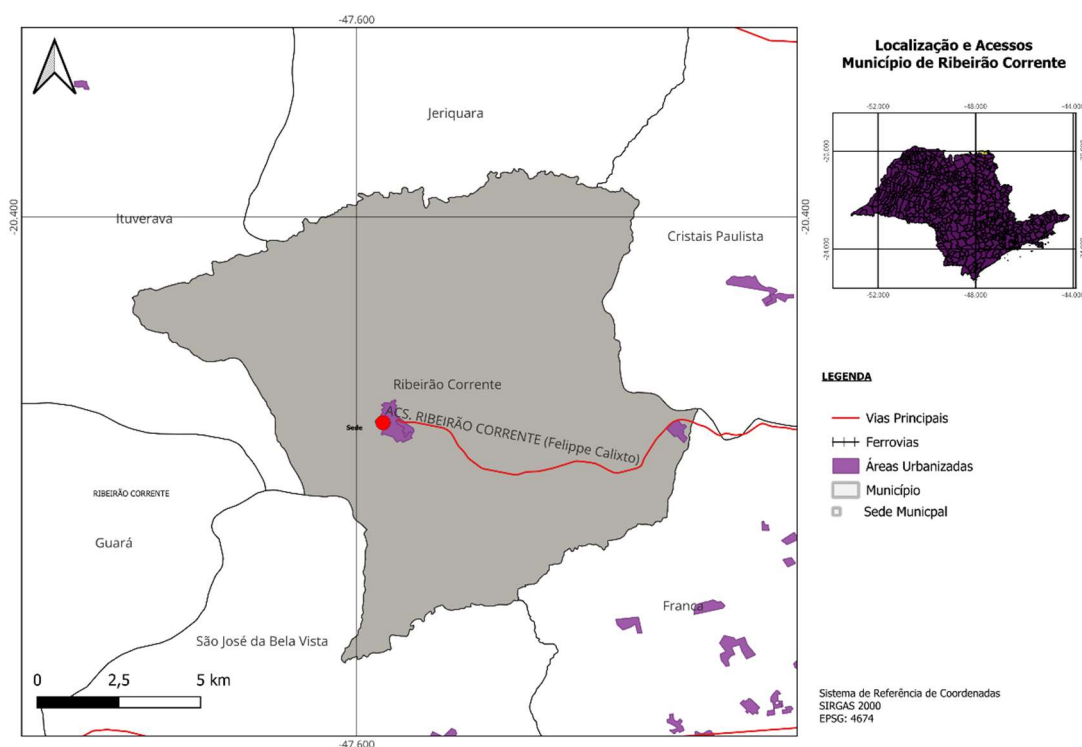 -47.600
Jeriquara
Ituverava
-20.400
-20.400
Cristais Paulista
Ribeirão Corrente
ACS. RIBEIRÃO CORRENTE (Felippe Calixto)
Sede
RIBEIRÃO CORRENTE
Guará
Franca
São José da Bela Vista
0 2,5 5 km
-47.600
Localização e Acessos
Município de Ribeirão Corrente
-52.000 -48.000 -44.000
-24.000
-52.000 -48.000 -44.000
LEGENDA
Vias Principais
Ferrovias
Áreas Urbanizadas
Município
Sede Municpal
Sistema de Referência de Coordenadas
SIRGAS 2000
EPSG: 4674